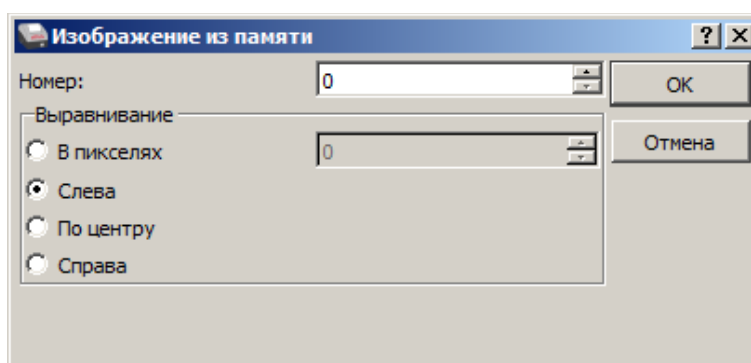 Изображение из памяти
Номер: 0 OK
Выравнивание Отмена
В пикселях 0
Слева
По центру
Справа